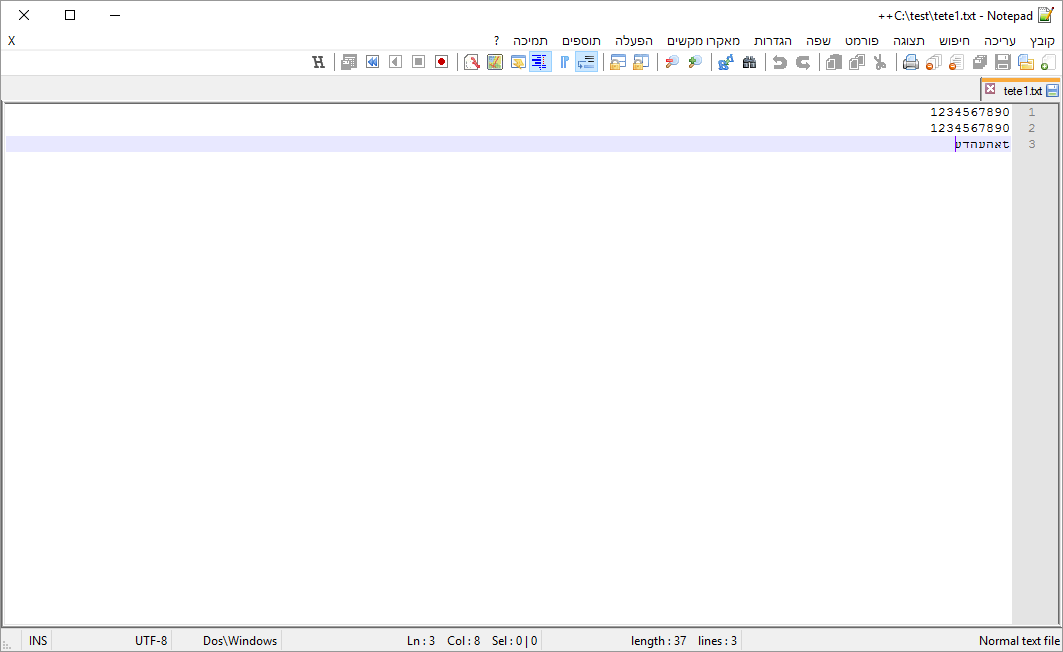 ++C:\test\tete1.txt - Notepad
קובץ עריכה חיפוש תצוגה פורמט שפה הגדרות מאקרו מקשים הפעלה תוספים תמיכה ? X
tete1.txt
1 1234567890
2 1234567890
3 טאהעהדע
Normal text file length : 37 lines : 3 Ln : 3 Col : 8 Sel : 0 | 0 Dos\Windows UTF-8 INS